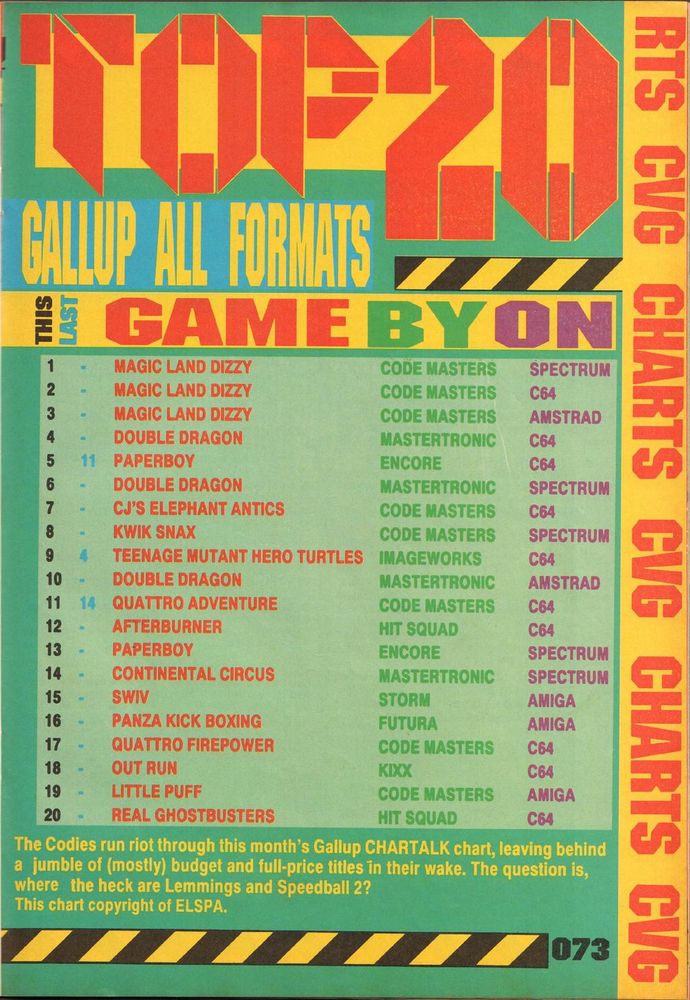 TOP 20
GALLUP ALL FORMATS
THIS LAST GAME BY ON
1 - MAGIC LAND DIZZY CODE MASTERS SPECTRUM
2 - MAGIC LAND DIZZY CODE MASTERS C64
3 - MAGIC LAND DIZZY CODE MASTERS AMSTRAD
4 - DOUBLE DRAGON MASTERTRONIC C64
5 11 PAPERBOY ENCORE C64
6 - DOUBLE DRAGON MASTERTRONIC SPECTRUM
7 - CJ'S ELEPHANT ANTICS CODE MASTERS C64
8 - KWIK SNAX CODE MASTERS SPECTRUM
9 4 TEENAGE MUTANT HERO TURTLES IMAGEWORKS C64
10 - DOUBLE DRAGON MASTERTRONIC AMSTRAD
11 14 QUATTRO ADVENTURE CODE MASTERS C64
12 - AFTERBURNER HIT SQUAD C64
13 - PAPERBOY ENCORE SPECTRUM
14 - CONTINENTAL CIRCUS MASTERTRONIC SPECTRUM
15 - SWIV STORM AMIGA
16 - PANZA KICK BOXING FUTURA AMIGA
17 - QUATTRO FIREPOWER CODE MASTERS C64
18 - OUT RUN KIXX C64
19 - LITTLE PUFF CODE MASTERS AMIGA
20 - REAL GHOSTBUSTERS HIT SQUAD C64
The Codies run riot through this month's Gallup CHARTALK chart, leaving behind
a jumble of (mostly) budget and full-price titles in their wake. The question is,
where the heck are Lemmings and Speedball 2?
This chart copyright of ELSPA.
073
RTS CVG CHARTS CVG CHARTS CVG